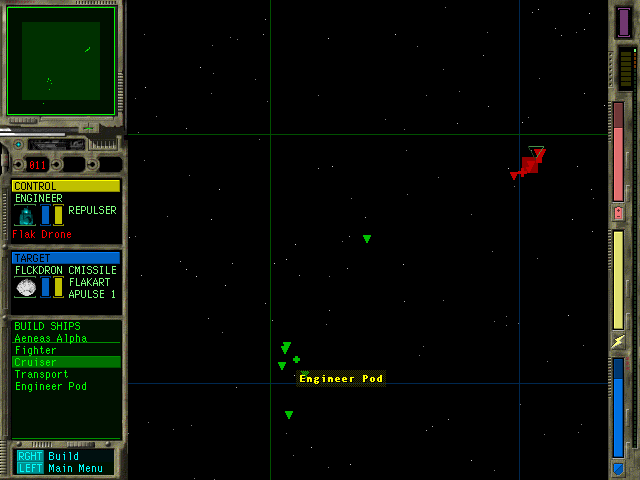 011
CONTROL
ENGINEER
REPULSER
Flak Drona
TARGET
FLCKDRON CMISSILE
FLAKART
APULSE 1
BUILD SHIPS
Aeneas Alpha
Fighter
Cruiser
Transport
Engineer Pod
RGHT Build
LEFT Main Menu
Engineer Pod